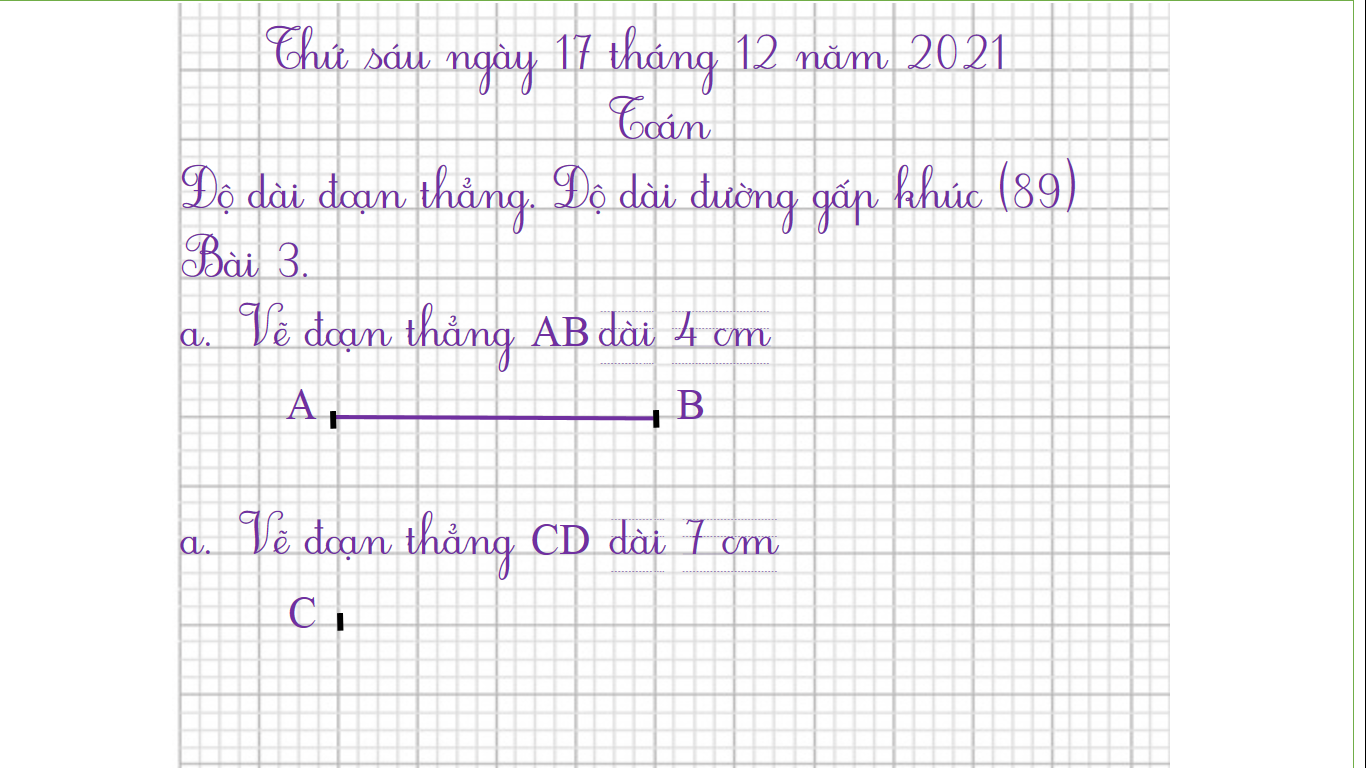 Thứ sáu ngày 17 tháng 12 năm 2021
Toán
Độ dài đoạn thẳng. Độ dài đường gấp khúc (89)
Bài 3.
a. Vẽ đoạn thẳng AB dài 4 cm
A B
a. Vẽ đoạn thẳng CD dài 7 cm
C